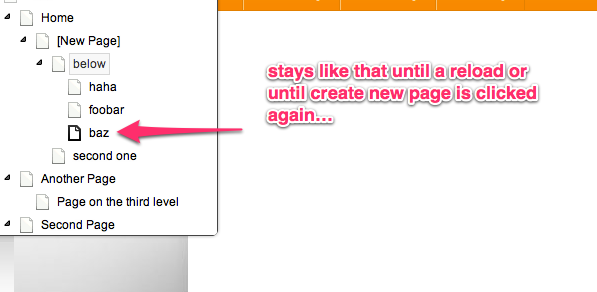 Home
[New Page]
below
haha
foobar
baz
second one
Another Page
Page on the third level
Second Page
stays like that until a reload or
until create new page is clicked
again...